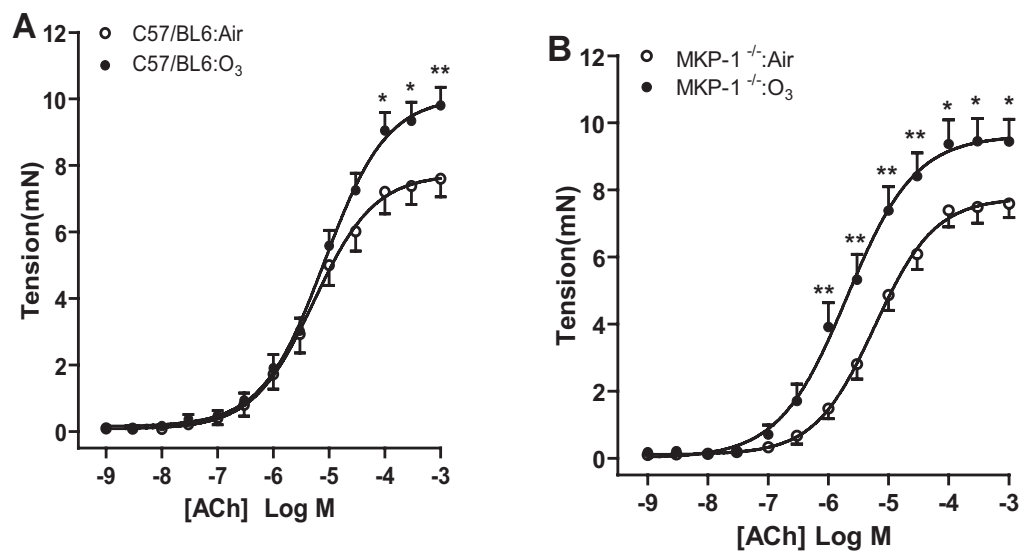 A
C57/BL6:Air
C57/BL6:O₃
12
10
8
6
4
2
0
Tension(mN)
* * **
-9 -8 -7 -6 -5 -4 -3
[ACh] Log M
B
MKP-1 -/-:Air
MKP-1 -/-:O₃
12
10
8
6
4
2
0
Tension(mN)
** ** ** ** * * *
-9 -8 -7 -6 -5 -4 -3
[ACh] Log M